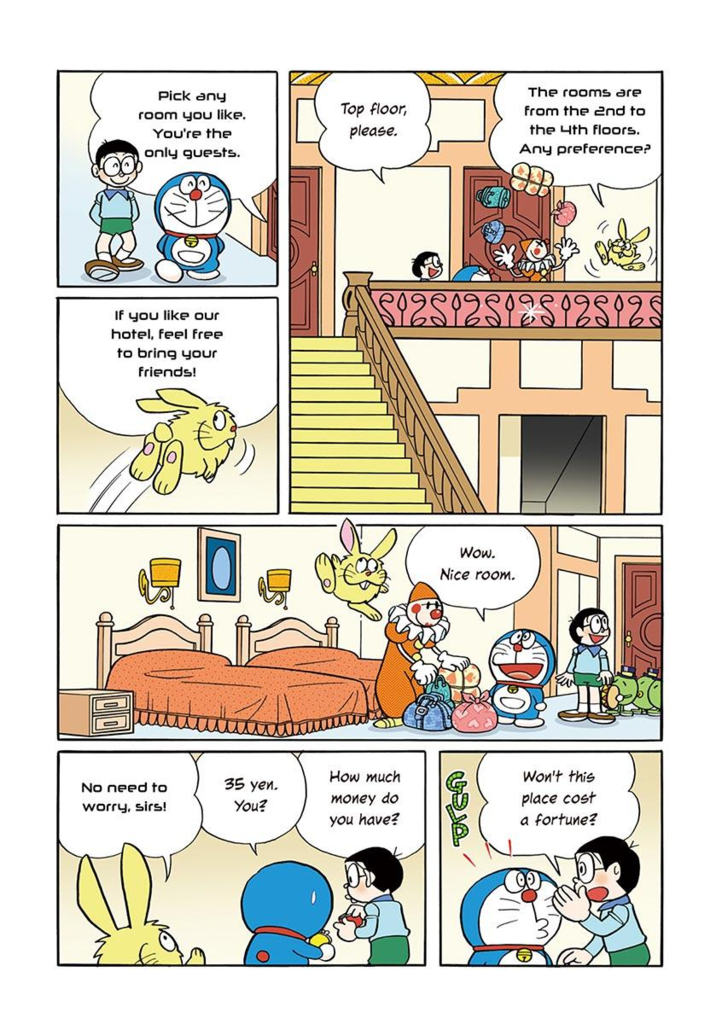 The rooms are
from the 2nd to
the 4th floors.
Any preference?
Top floor,
please.
Pick any
room you like.
You're the
only guests.
If you like our
hotel, feel free
to bring your
friends!
Wow.
Nice room.
Won't this
place cost
a fortune?
GULP
How much
money do
you have?
35 yen.
You?
No need to
worry, sirs!